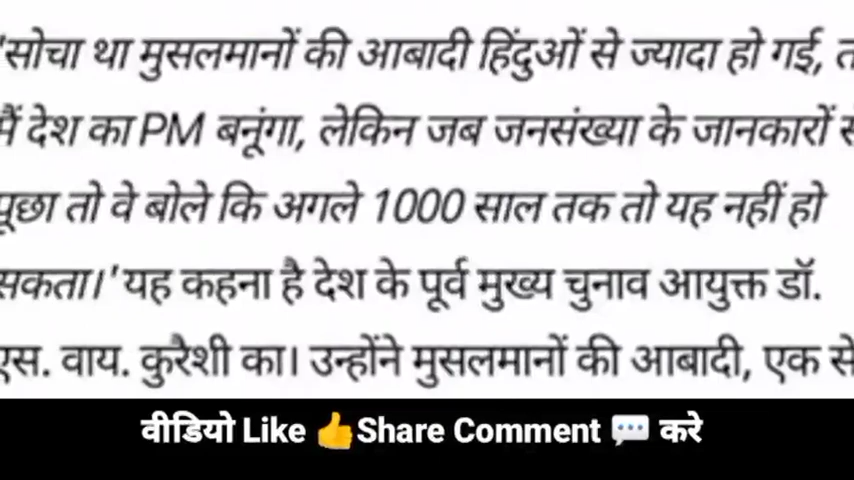 'सोचा था मुसलमानों की आबादी हिंदुओं से ज्यादा हो गई,
मैं देश का PM बनूंगा, लेकिन जब जनसंख्या के जानकारों
पूछा तो वे बोले कि अगले 1000 साल तक तो यह नहीं हो
सकता।' यह कहना है देश के पूर्व मुख्य चुनाव आयुक्त डॉ.
एस. वाय. कुरैशी का। उन्होंने मुसलमानों की आबादी, एक से
वीडियो Like 👍Share Comment 💬 करे